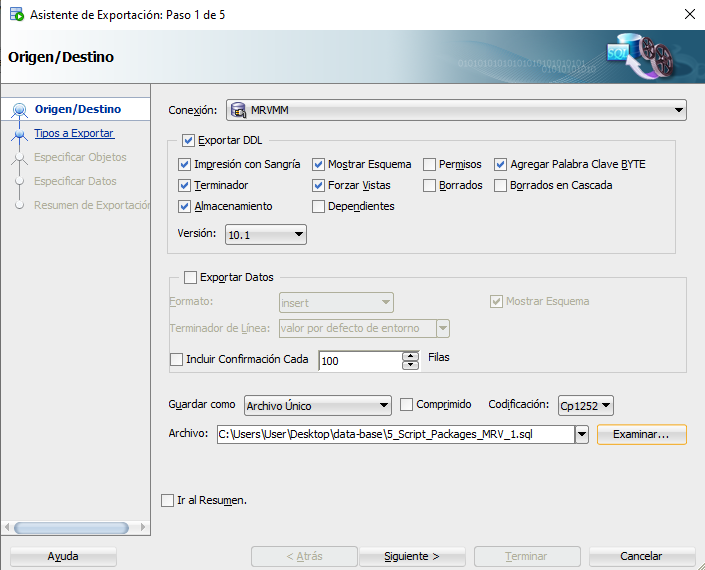 Asistente de Exportación: Paso 1 de 5
Origen/Destino
SQL
Origen/Destino
Tipos a Exportar
Especificar Objetos
Especificar Datos
Resumen de Exportación
Conexión: MRVMM
Exportar DDL
Impresión con Sangría Mostrar Esquema Permisos Agregar Palabra Clave BYTE
Terminador Forzar Vistas Borrados Borrados en Cascada
Almacenamiento Dependientes
Versión: 10.1
Exportar Datos
Formato: insert Mostrar Esquema
Terminador de Línea: valor por defecto de entorno
Incluir Confirmación Cada 100 Filas
Guardar como Archivo Único Comprimido Codificación: Cp1252
Archivo: C:\Users\User\Desktop\data-base\5_Script_Packages_MRV_1.sql Examinar...
Ir al Resumen.
Ayuda < Atrás Siguiente > Terminar Cancelar